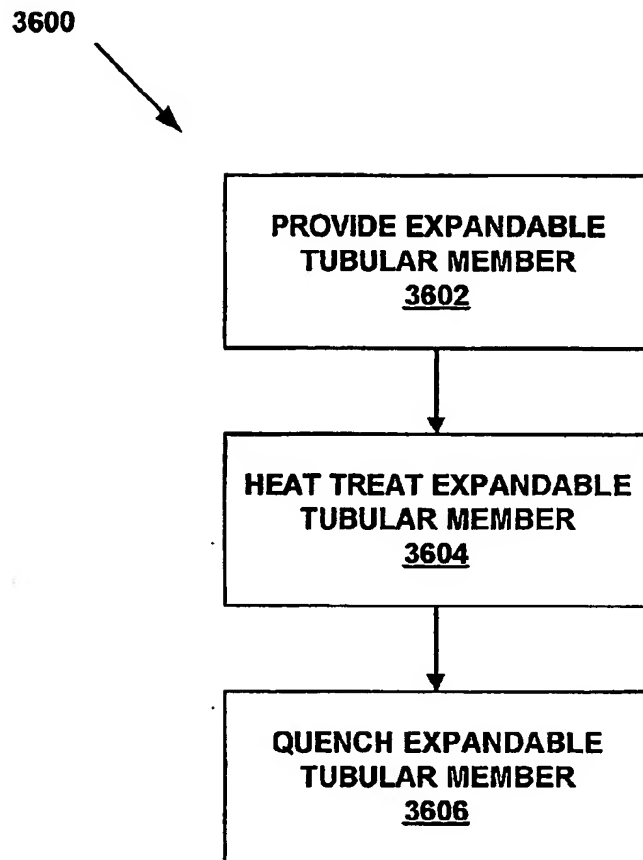 3600
PROVIDE EXPANDABLE
TUBULAR MEMBER
3602
HEAT TREAT EXPANDABLE
TUBULAR MEMBER
3604
QUENCH EXPANDABLE
TUBULAR MEMBER
3606